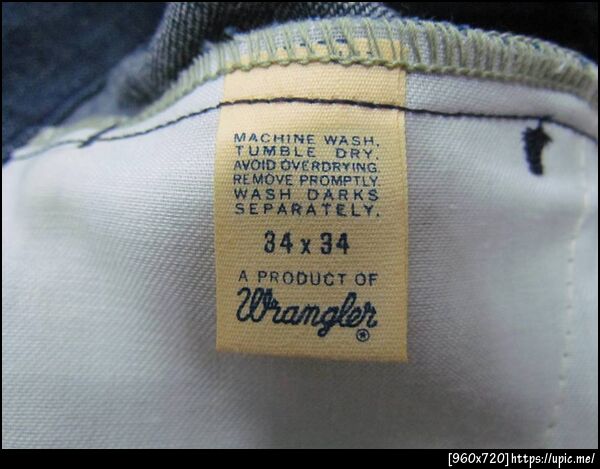 MACHINE WASH.
TUMBLE DRY.
AVOID OVERDRYING.
REMOVE PROMPTLY.
WASH DARKS
SEPARATELY.
34 x 34
A PRODUCT OF
Wrangler®
[960x720]https://upic.me/